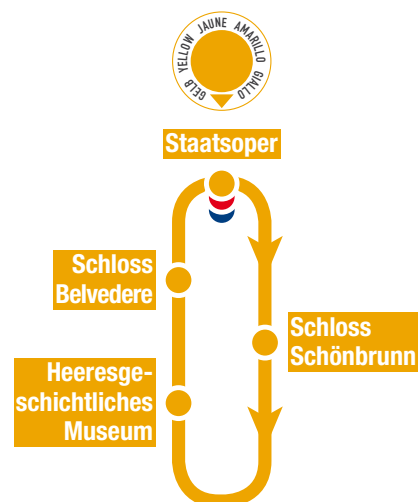 GELB YELLOW JAUNE AMARILLO GIALLO
Staatsoper
Schloss
Belvedere
Schloss
Schönbrunn
Heeresge-
schichtliches
Museum